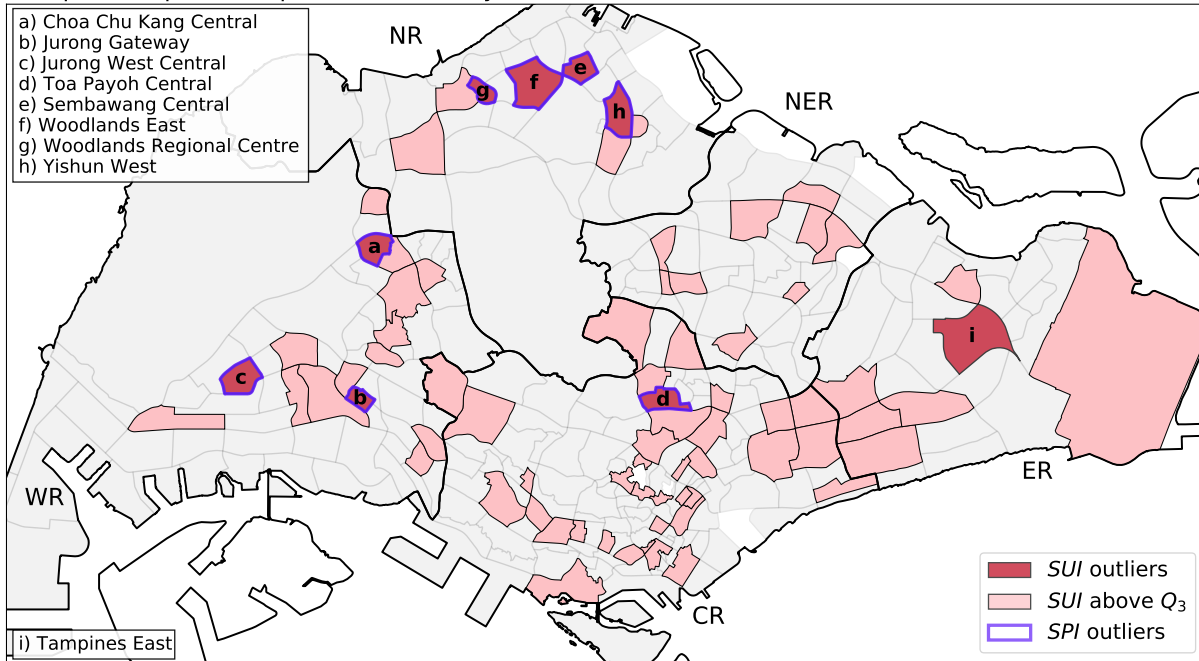 a) Choa Chu Kang Central
b) Jurong Gateway
c) Jurong West Central
d) Toa Payoh Central
e) Sembawang Central
f) Woodlands East
g) Woodlands Regional Centre
h) Yishun West
NR
NER
e
f
g
h
a
i
c
b
d
WR
ER
CR
SUI outliers
SUI above Q₃
SPI outliers
i) Tampines East